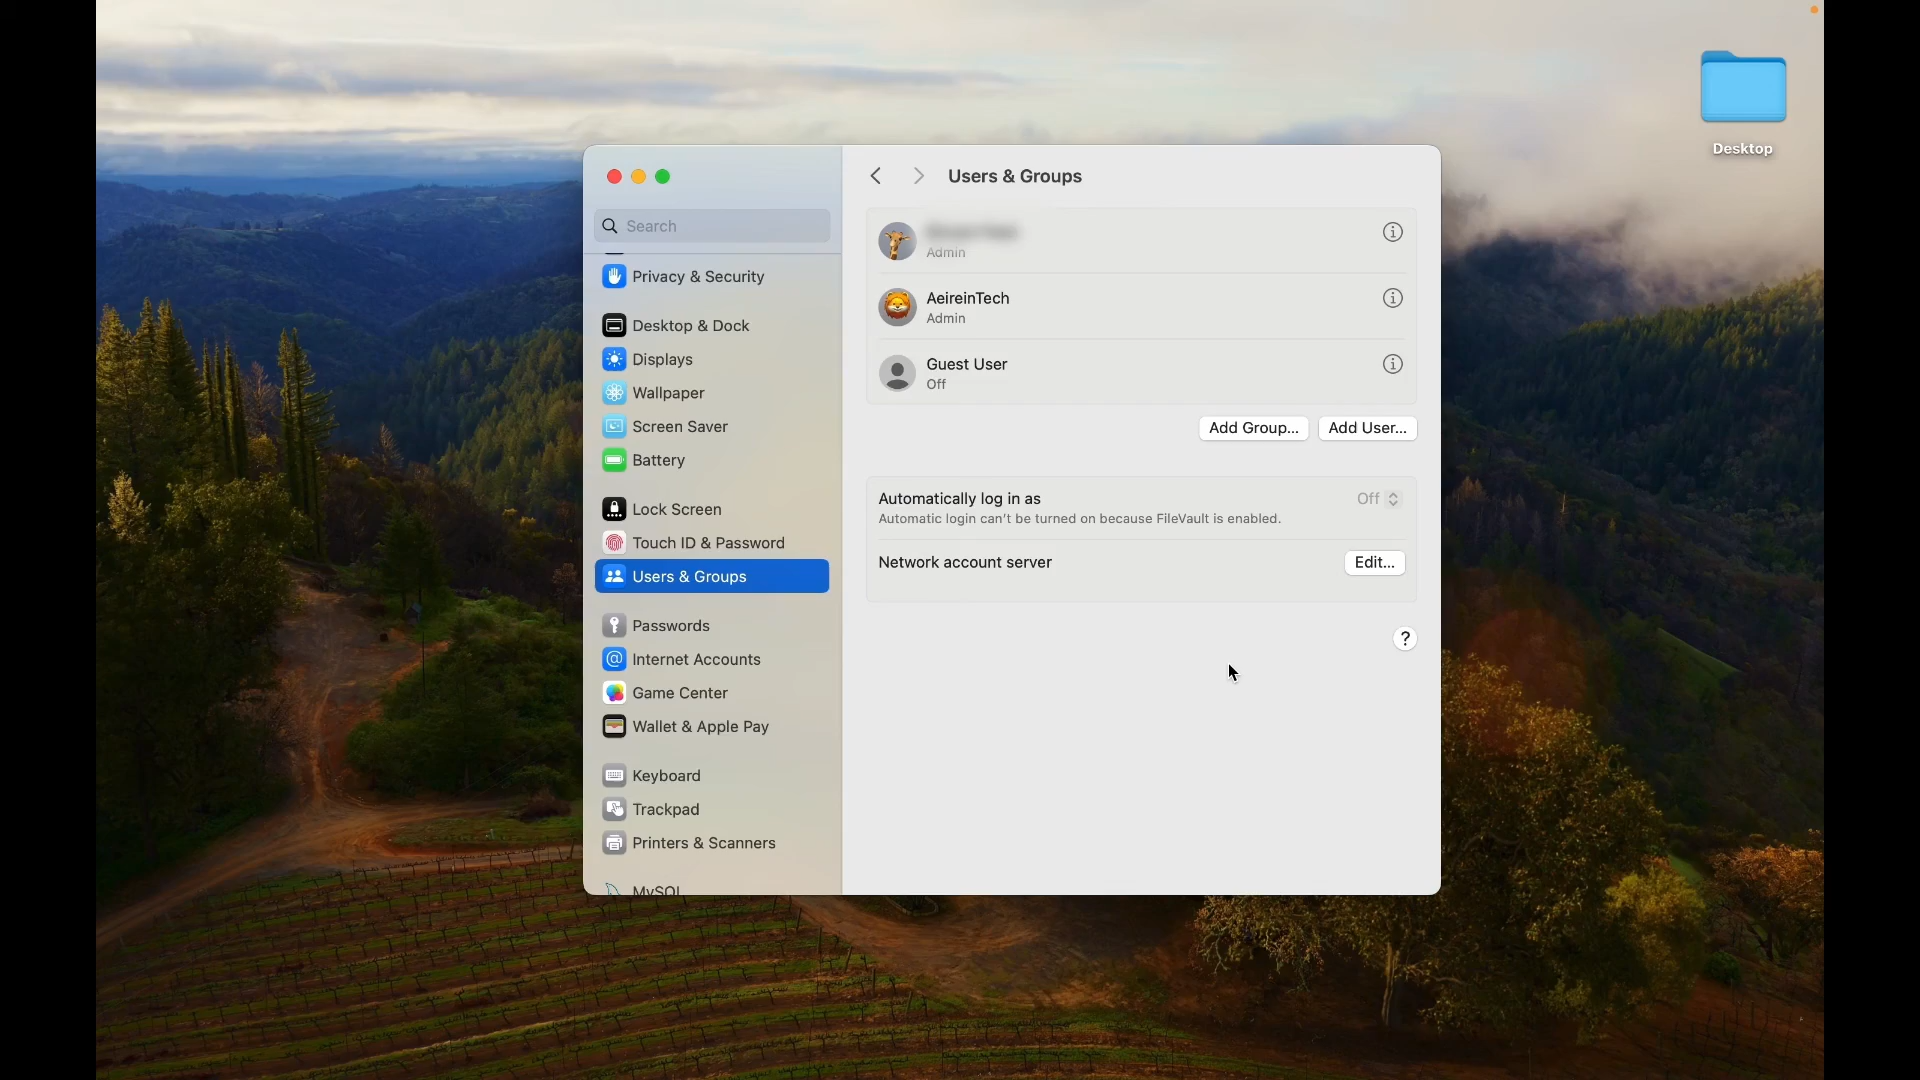 Desktop
Search
Privacy & Security
Desktop & Dock
Displays
Wallpaper
Screen Saver
Battery
Lock Screen
Touch ID & Password
Users & Groups
Passwords
Internet Accounts
Game Center
Wallet & Apple Pay
Keyboard
Trackpad
Printers & Scanners
MySQL
Users & Groups
Admin
AeireinTech
Admin
Guest User
Off
Add Group... Add User...
Automatically log in as Off
Automatic login can't be turned on because FileVault is enabled.
Network account server Edit...
?